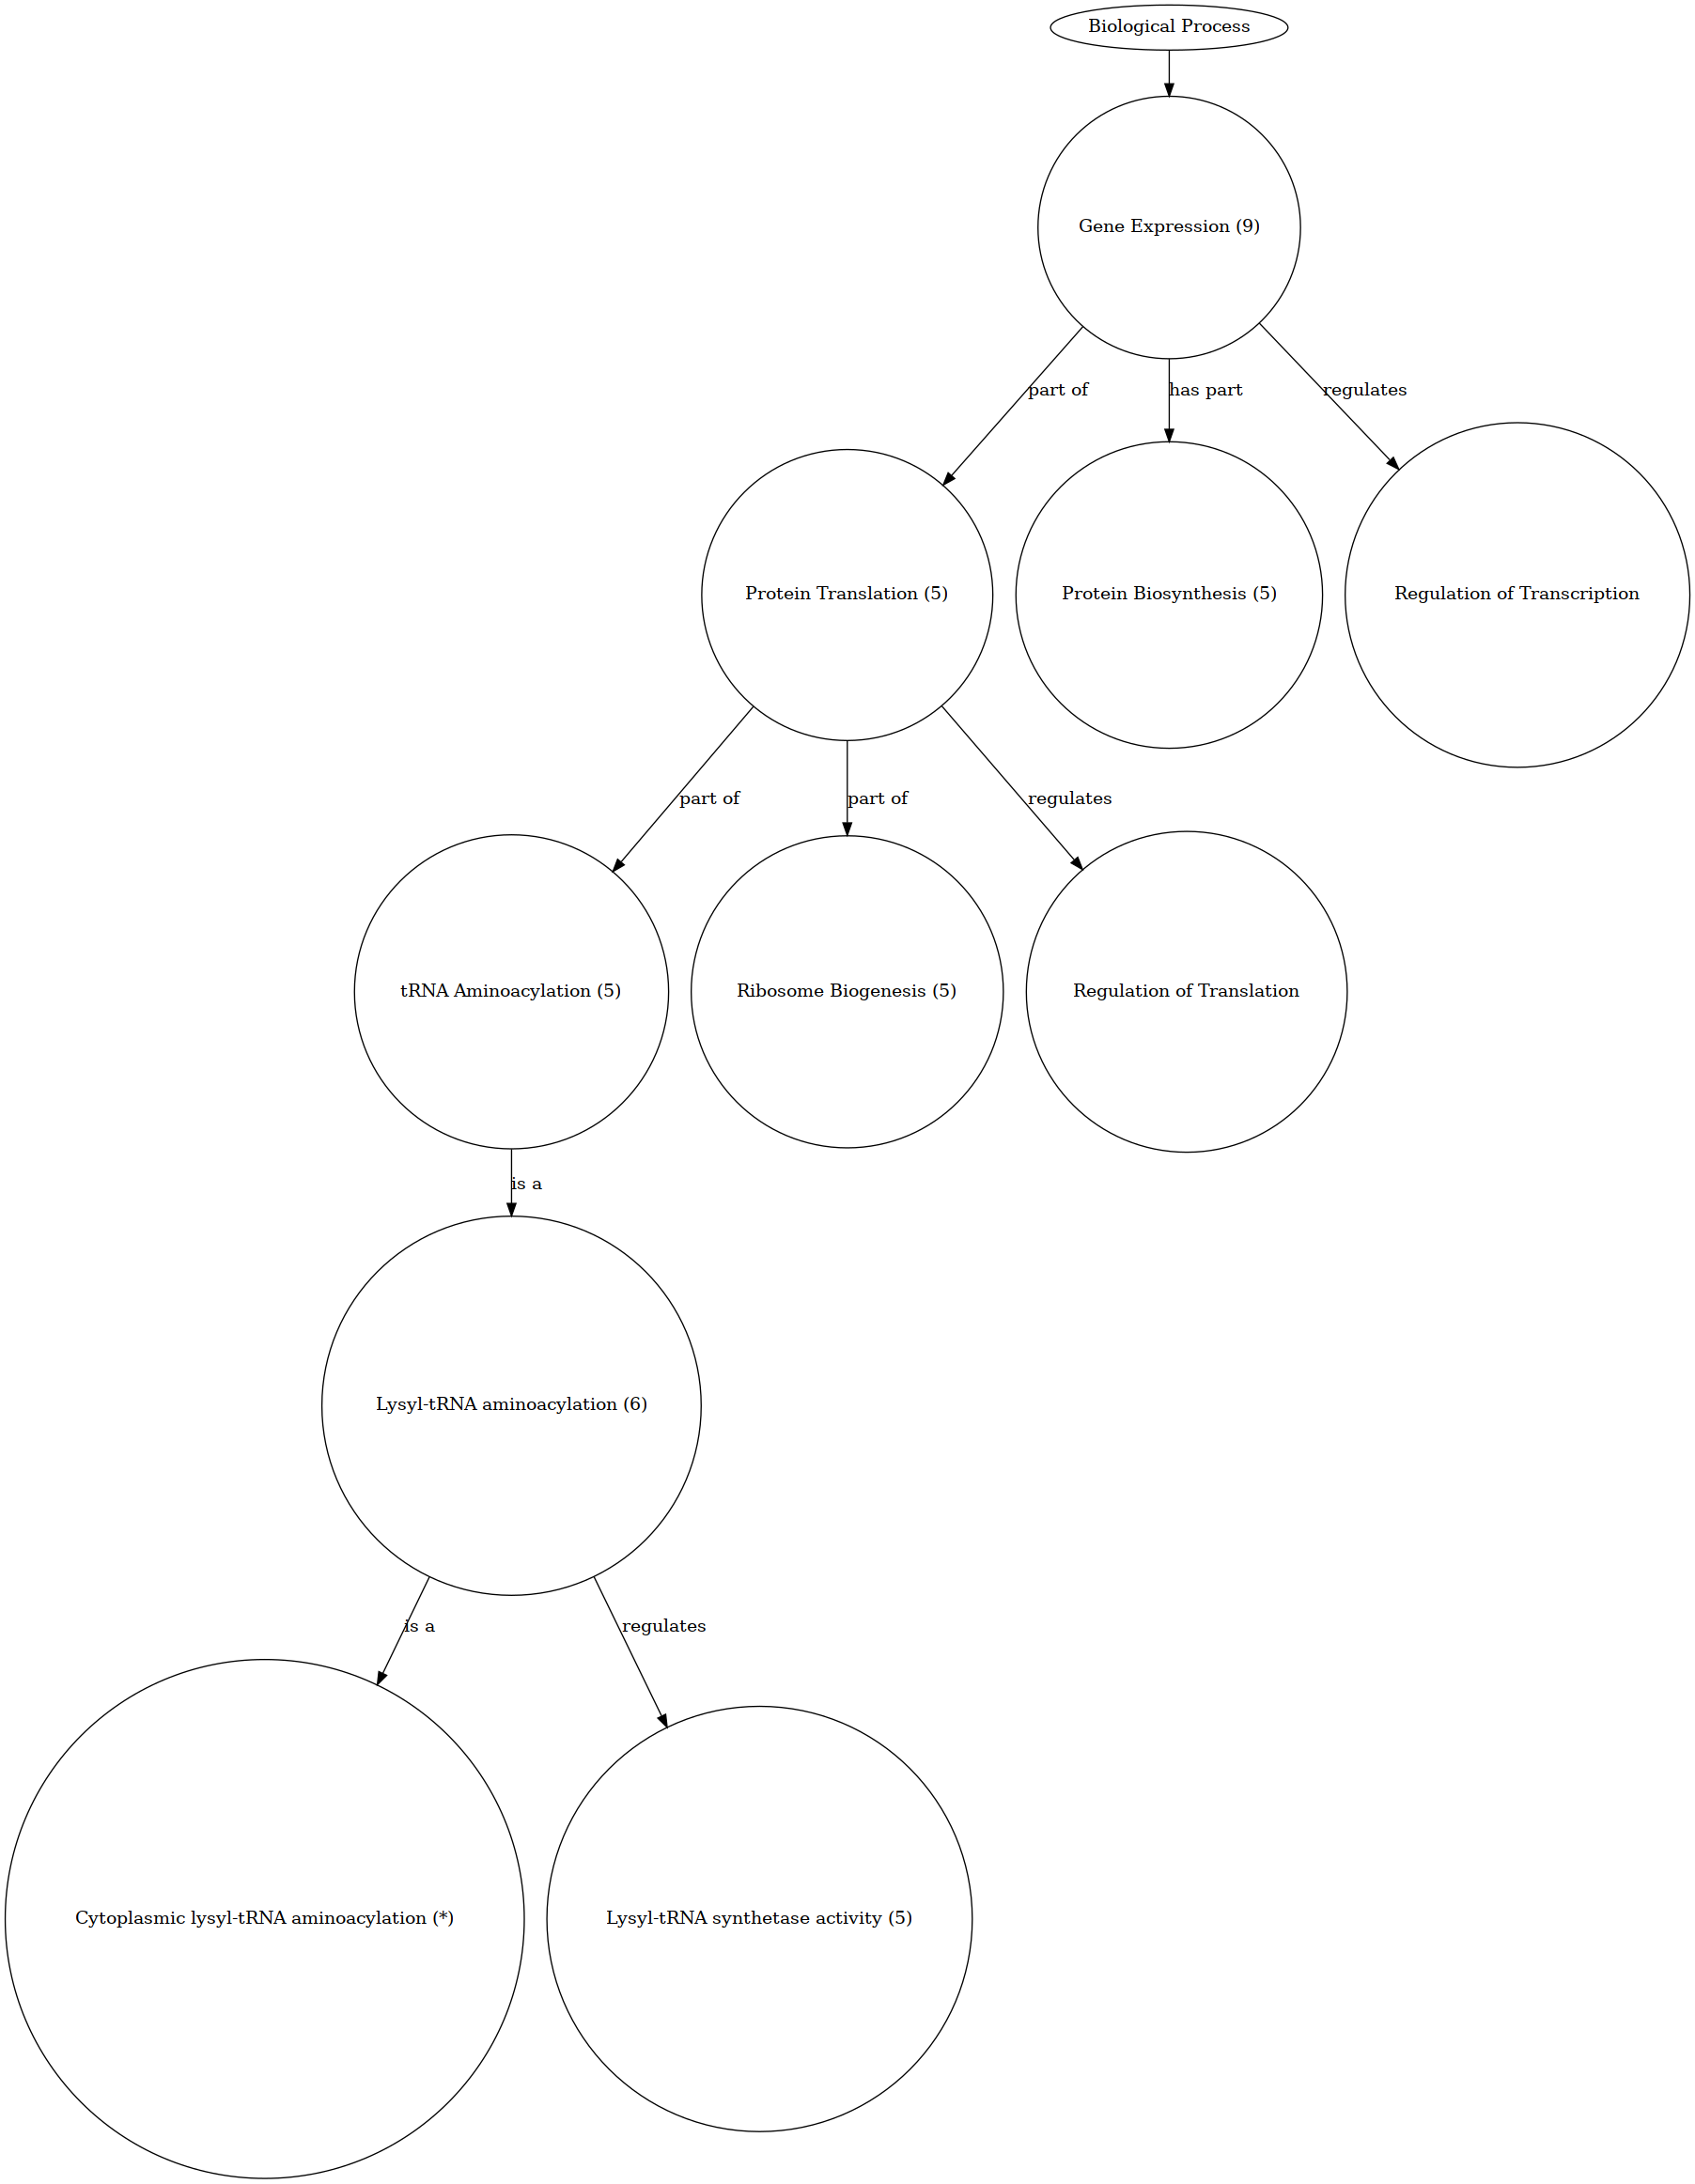 Biological Process
Gene Expression (9)
part of
has part
regulates
Protein Translation (5)
Protein Biosynthesis (5)
Regulation of Transcription
part of
part of
regulates
tRNA Aminoacylation (5)
Ribosome Biogenesis (5)
Regulation of Translation
is a
Lysyl-tRNA aminoacylation (6)
is a
regulates
Cytoplasmic lysyl-tRNA aminoacylation (*)
Lysyl-tRNA synthetase activity (5)